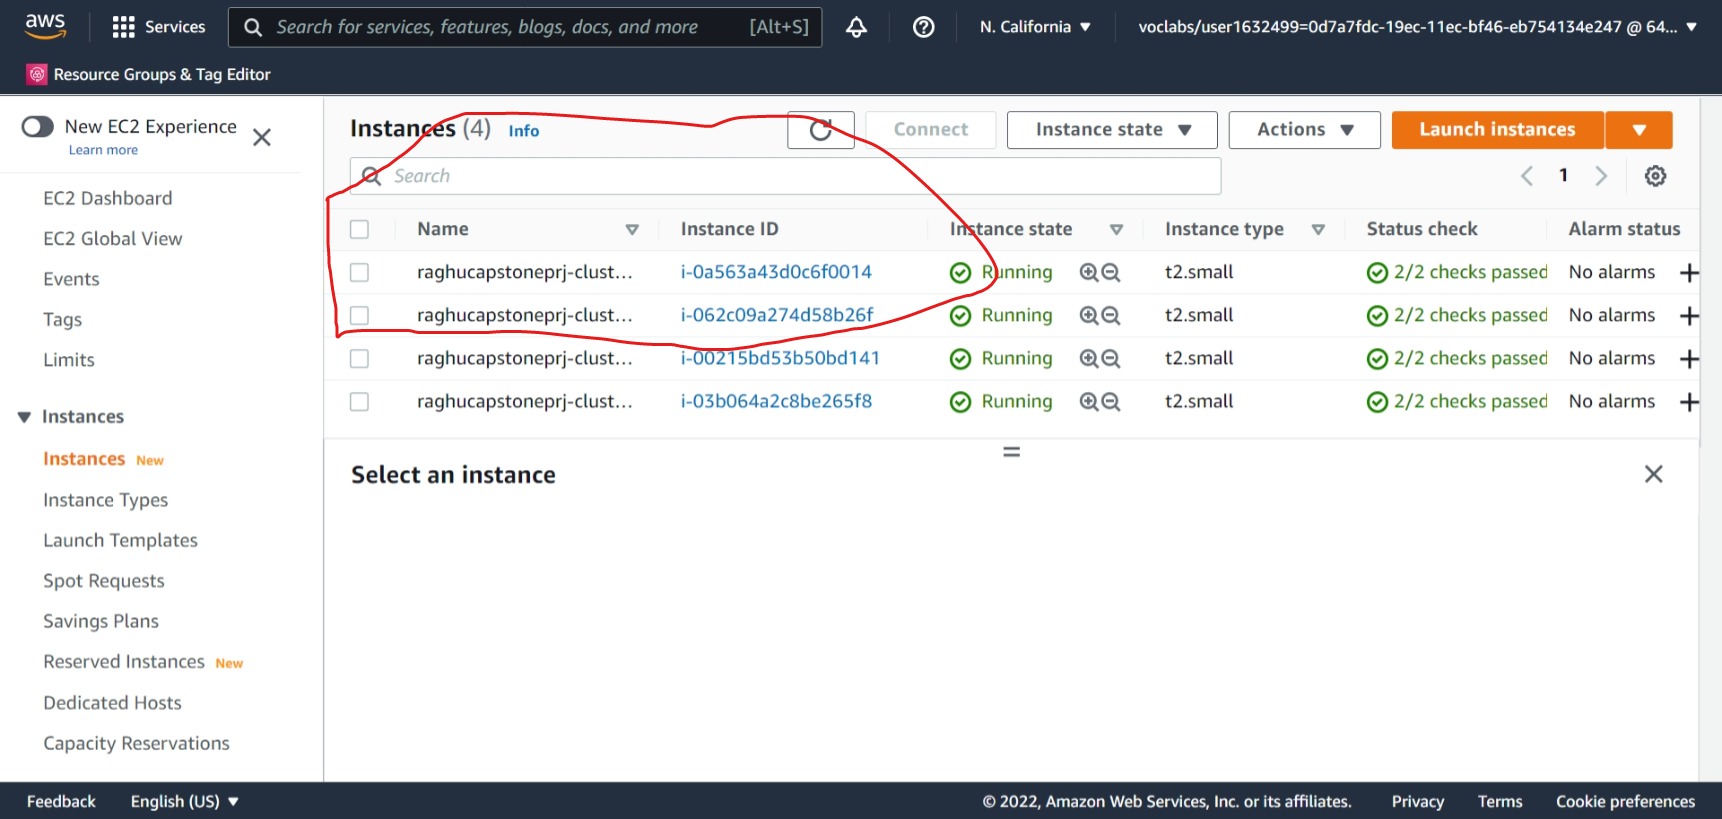 aws Services Search for services, features, blogs, docs, and more [Alt+S] N. California voclabs/user1632499=0d7a7fdc-19ec-11ec-bf46-eb754134e247 @ 64...
Resource Groups & Tag Editor
New EC2 Experience
Learn more
EC2 Dashboard
EC2 Global View
Events
Tags
Limits
Instances
Instances New
Instance Types
Launch Templates
Spot Requests
Savings Plans
Reserved Instances New
Dedicated Hosts
Capacity Reservations
Instances (4) Info Connect Instance state Actions Launch instances
Search 1
Name Instance ID Instance state Instance type Status check Alarm status
raghucapstoneprj-clust... i-0a563a43d0c6f0014 Running t2.small 2/2 checks passed No alarms
raghucapstoneprj-clust... i-062c09a274d58b26f Running t2.small 2/2 checks passed No alarms
raghucapstoneprj-clust... i-00215bd53b50bd141 Running t2.small 2/2 checks passed No alarms
raghucapstoneprj-clust... i-03b064a2c8be265f8 Running t2.small 2/2 checks passed No alarms
Select an instance
Feedback English (US) © 2022, Amazon Web Services, Inc. or its affiliates. Privacy Terms Cookie preferences